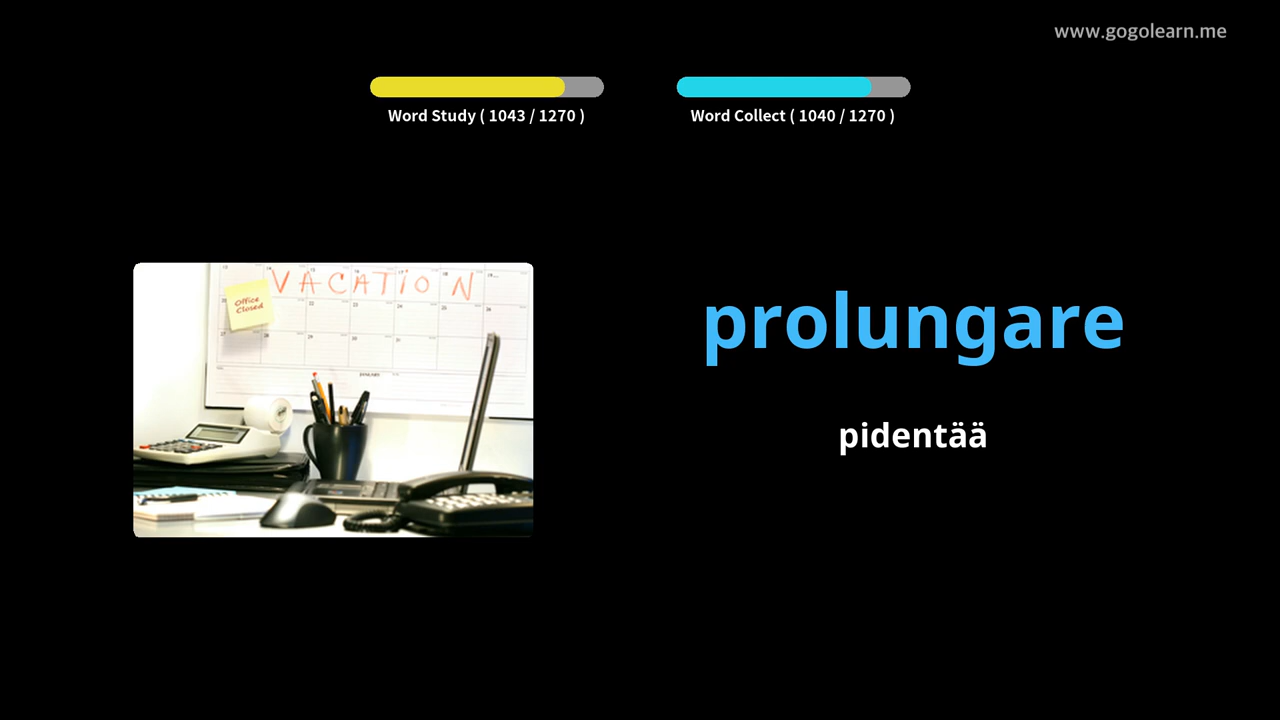 www.gogolearn.me
Word Study ( 1043 / 1270 )
Word Collect ( 1040 / 1270 )
VACATION
Office
Closed
prolungare
pidentää